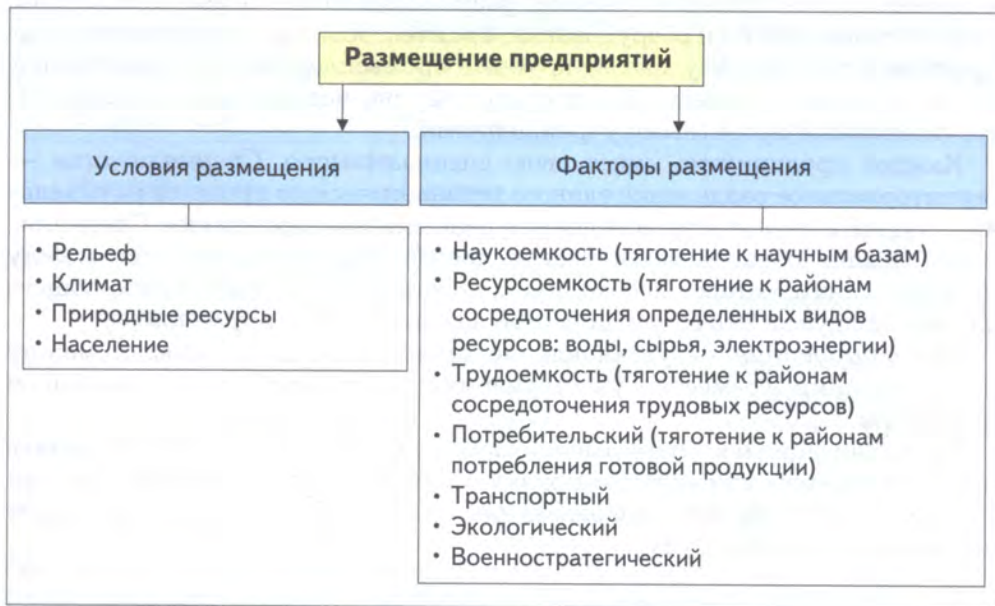 Размещение предприятий
Условия размещения
Факторы размещения
• Рельеф
• Климат
• Природные ресурсы
• Население
• Наукоемкость (тяготение к научным базам)
• Ресурсоемкость (тяготение к районам
сосредоточения определенных видов
ресурсов: воды, сырья, электроэнергии)
• Трудоемкость (тяготение к районам
сосредоточения трудовых ресурсов)
• Потребительский (тяготение к районам
потребления готовой продукции)
• Транспортный
• Экологический
• Военностратегический